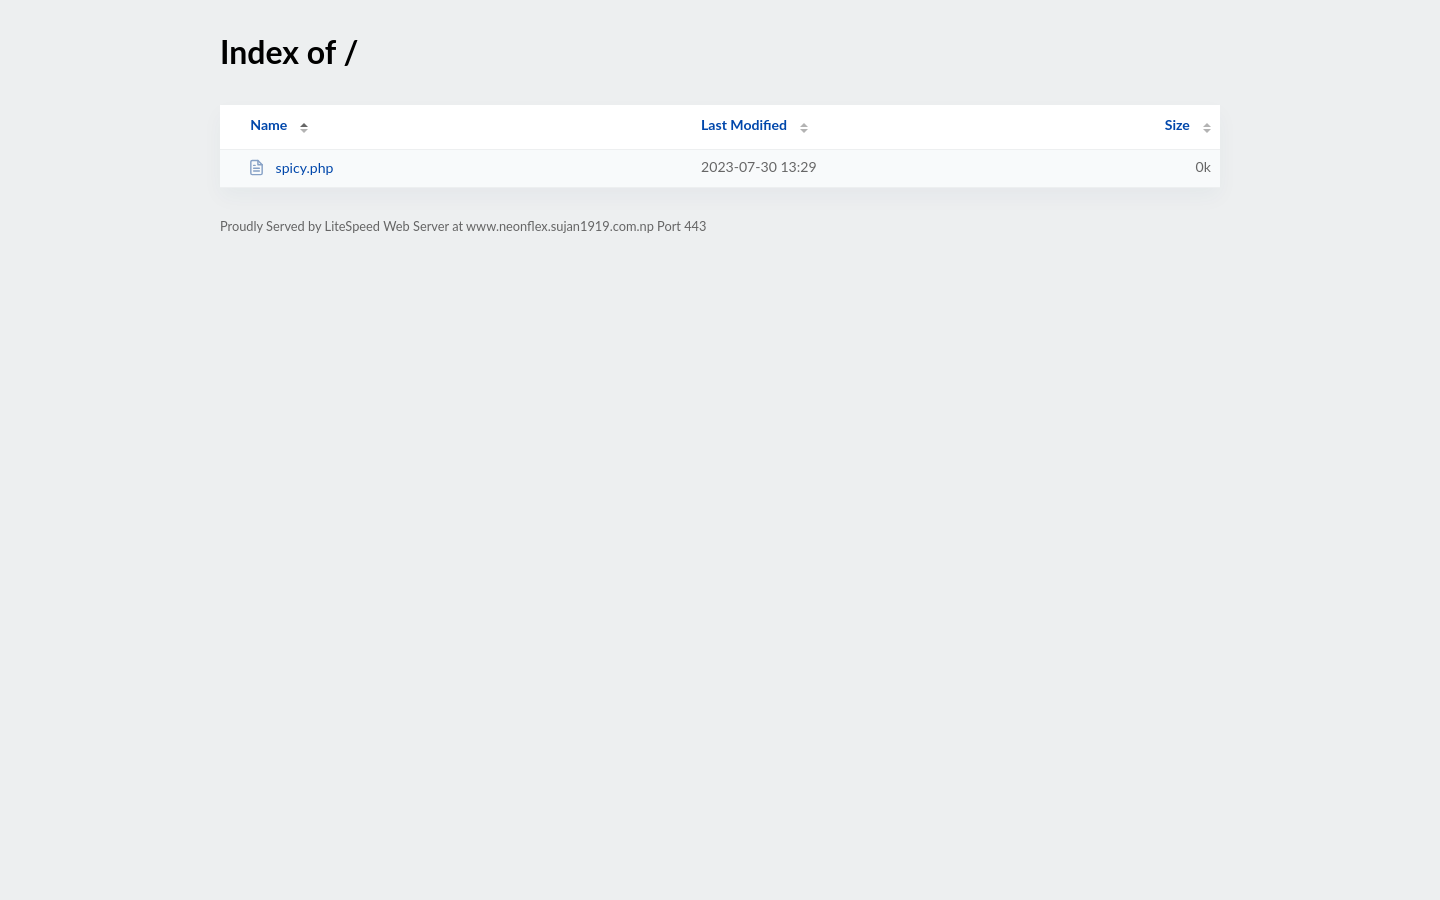 Index of /
Name Last Modified Size
spicy.php 2023-07-30 13:29 0k
Proudly Served by LiteSpeed Web Server at www.neonflex.sujan1919.com.np Port 443